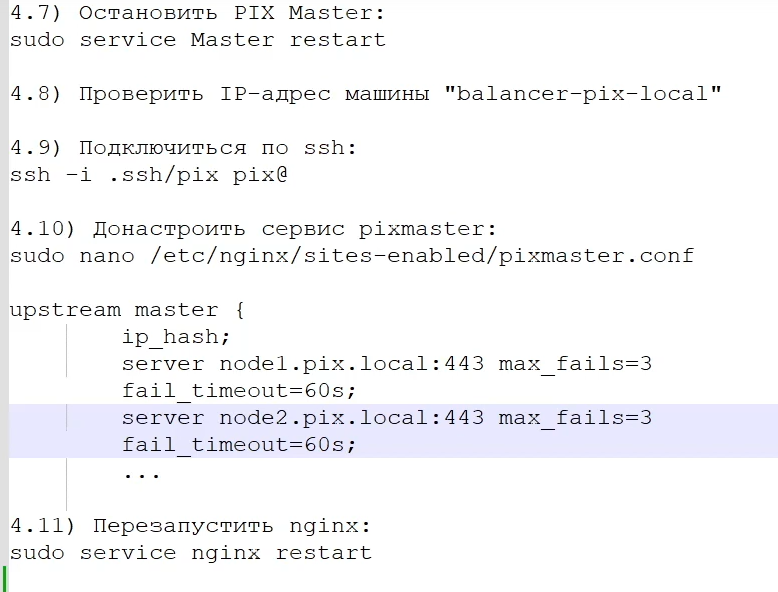 4.7) Остановить PIX Master:
sudo service Master restart
4.8) Проверить IP-адрес машины "balancer-pix-local"
4.9) Подключиться по ssh:
ssh -i .ssh/pix pix@
4.10) Донастроить сервис pixmaster:
sudo nano /etc/nginx/sites-enabled/pixmaster.conf
upstream master {
ip_hash;
server node1.pix.local:443 max_fails=3
fail_timeout=60s;
server node2.pix.local:443 max_fails=3
fail_timeout=60s;
...
4.11) Перезапустить nginx:
sudo service nginx restart